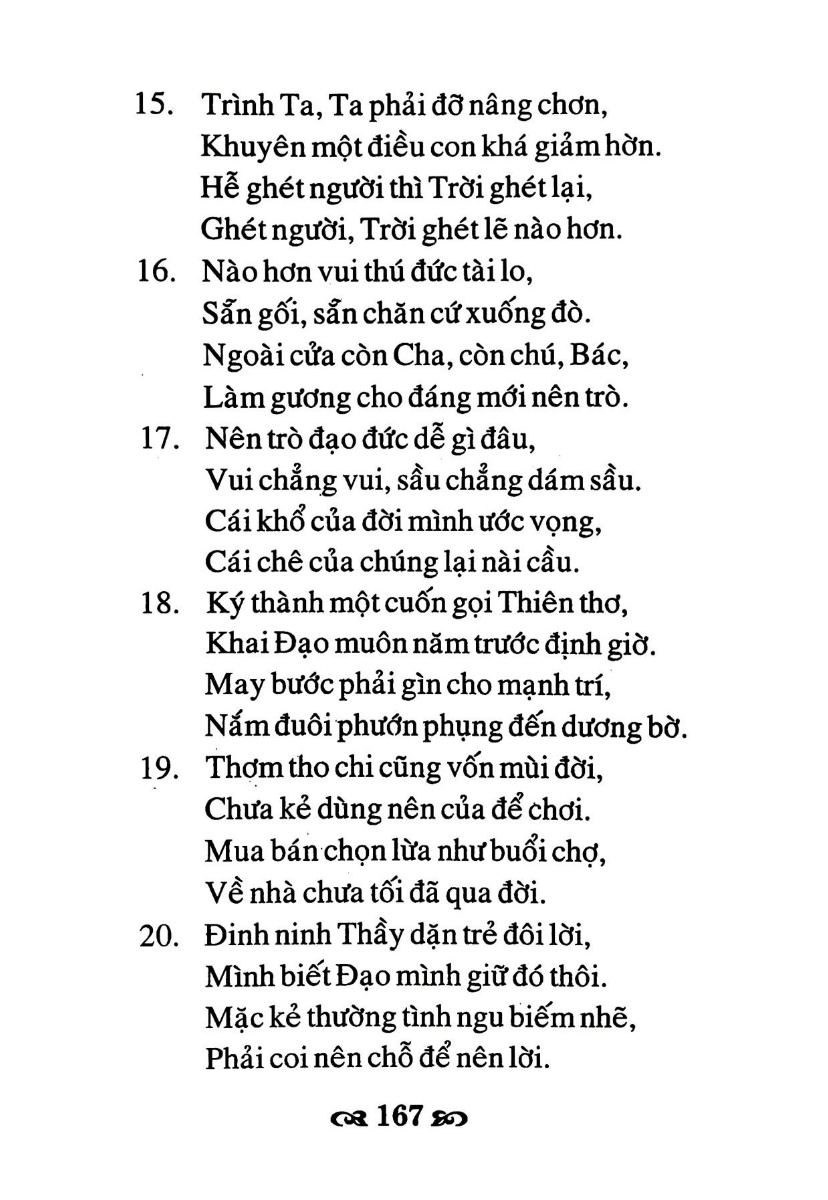 15. Trình Ta, Ta phải đỡ nâng chơn,
Khuyên một điều con khá giảm hờn.
Hễ ghét người thì Trời ghét lại,
Ghét người, Trời ghét lẽ nào hơn.
16. Nào hơn vui thú đức tài lo,
Sẵn gối, sẵn chăn cứ xuống đò.
Ngoài cửa còn Cha, còn chú, Bác,
Làm gương cho đáng mới nên trò.
17. Nên trò đạo đức dễ gì đâu,
Vui chẳng vui, sầu chẳng dám sầu.
Cái khổ của đời mình ước vọng,
Cái chê của chúng lại nài cầu.
18. Ký thành một cuốn gọi Thiên thơ,
Khai Đạo muôn năm trước định giờ.
May bước phải gìn cho mạnh trí,
Nắm đuôi phướn phụng đến dương bờ.
19. Thơm tho chi cũng vốn mùi đời,
Chưa kẻ dùng nên của để chơi.
Mua bán chọn lừa như buổi chợ,
Về nhà chưa tối đã qua đời.
20. Đinh ninh Thầy dặn trẻ đôi lời,
Mình biết Đạo mình giữ đó thôi.
Mặc kẻ thường tình ngu biếm nhẽ,
Phải coi nên chỗ để nên lời.
167